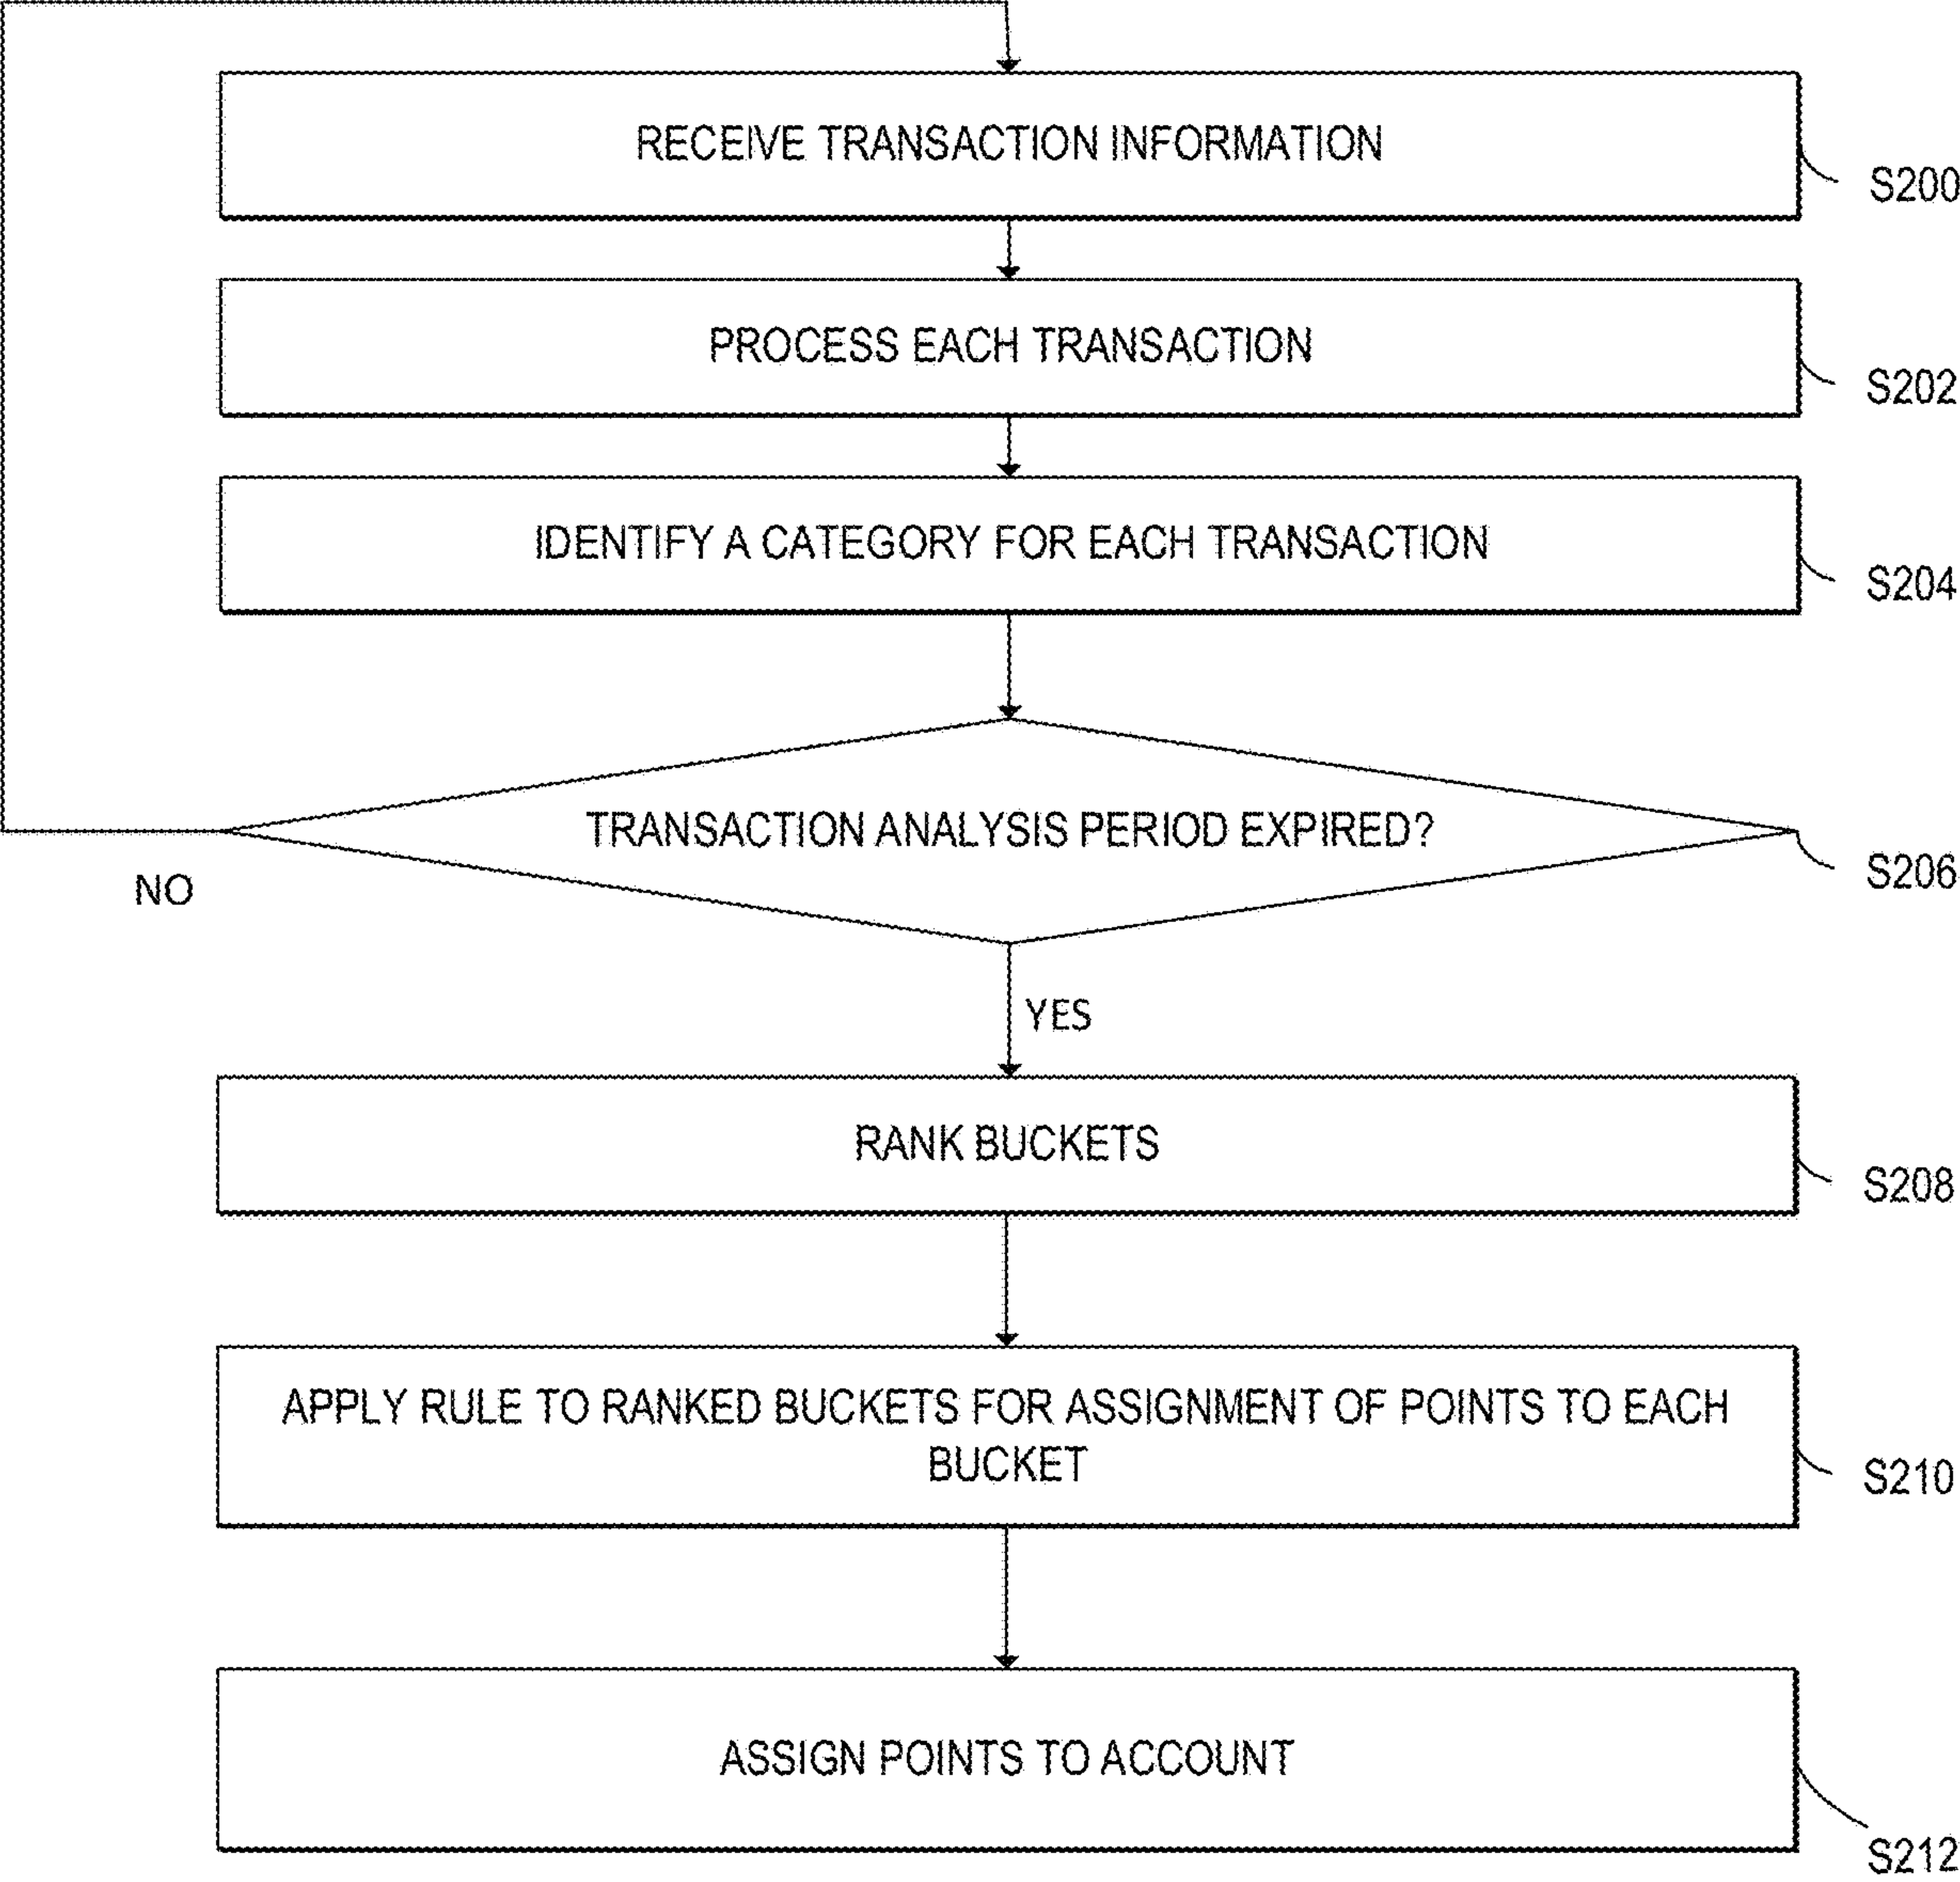 RECEIVE TRANSACTION INFORMATION
S200
PROCESS EACH TRANSACTION
S202
IDENTIFY A CATEGORY FOR EACH TRANSACTION
S204
TRANSACTION ANALYSIS PERIOD EXPIRED?
S206
NO
YES
RANK BUCKETS
S208
APPLY RULE TO RANKED BUCKETS FOR ASSIGNMENT OF POINTS TO EACH
BUCKET
S210
ASSIGN POINTS TO ACCOUNT
S212